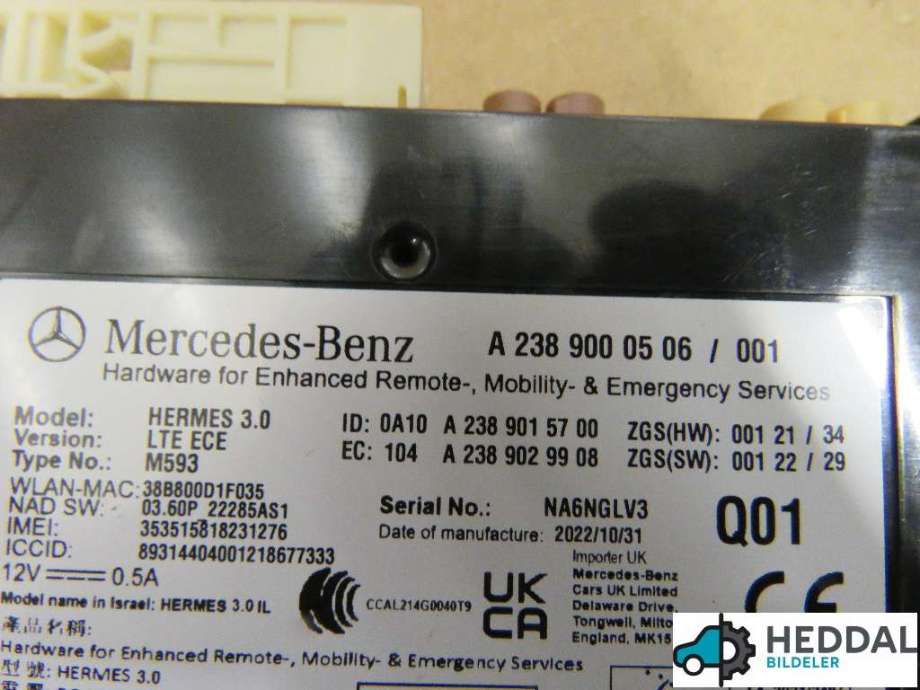 Mercedes-Benz A 238 900 05 06 / 001
Hardware for Enhanced Remote-, Mobility- & Emergency Services
Model: HERMES 3.0 ID: 0A10 A 238 901 57 00 ZGS(HW): 001 21 / 34
Version: LTE ECE EC: 104 A 238 902 99 08 ZGS(SW): 001 22 / 29
Type No.: M593
WLAN-MAC: 38B800D1F035 Serial No.: NA6NGLV3 Q01
NAD SW: 03.60P 22285AS1 Date of manufacture: 2022/10/31
IMEI: 353515818231276
ICCID: 89314404001218677333
12V 0.5A
Importer UK
Mercedes-Benz
Cars UK Limited
Delaware Drive,
Tongwell, Milto
England, MK15
Model name in Israel: HERMES 3.0 IL
CCAL214G0040T9
UK
CA
CE
產品名稱:
Hardware for Enhanced Remote-, Mobility- & Emergency Services
型號: HERMES 3.0
HEDDAL
BILDELER